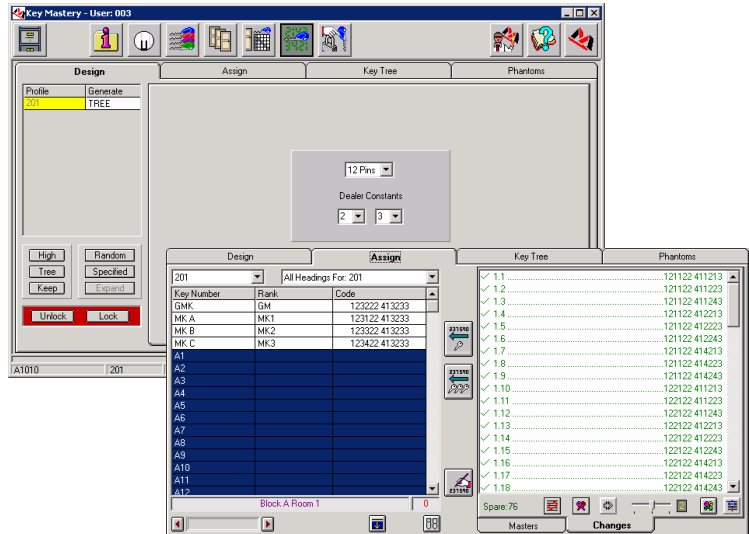 Key Mastery - User: 003
Design Assign Key Tree Phantoms
Profile Generate
201 TREE
12 Pins
Dealer Constants
2 3
High Random
Tree Specified
Keep Expand
Unlock Lock
A1010 201
Design Assign Key Tree Phantoms
201 All Headings For: 201
Key Number Rank Code
GMK GM 123222 413233
MK A MK1 123122 413233
MK B MK2 123322 413233
MK C MK3 123422 413233
A1
A2
A3
A4
A5
A6
A7
A8
A9
A10
A11
A12
Block A Room 1 0
1.1 121122 411213
1.2 121122 411223
1.3 121122 411243
1.4 121122 412213
1.5 121122 412223
1.6 121122 412243
1.7 121122 414213
1.8 121122 414223
1.9 121122 414243
1.10 122122 411213
1.11 122122 411223
1.12 122122 411243
1.13 122122 412213
1.14 122122 412223
1.15 122122 412243
1.16 122122 414213
1.17 122122 414223
1.18 122122 414243
Spare: 76 2
Masters Changes